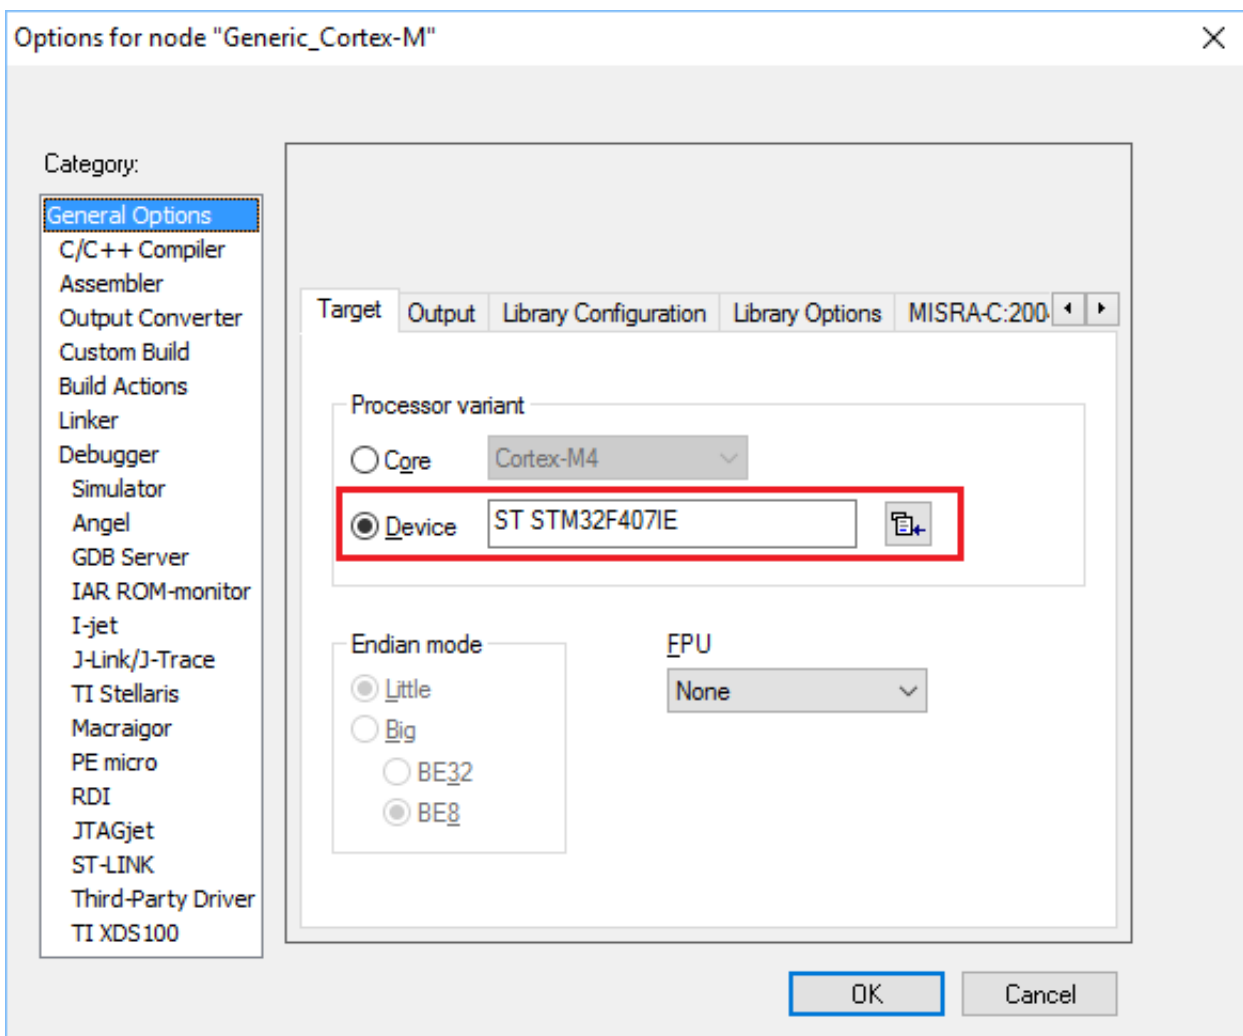 Options for node "Generic_Cortex-M"
Category:
General Options
C/C++ Compiler
Assembler
Output Converter
Custom Build
Build Actions
Linker
Debugger
Simulator
Angel
GDB Server
IAR ROM-monitor
I-jet
J-Link/J-Trace
TI Stellaris
Macraigor
PE micro
RDI
JTAGjet
ST-LINK
Third-Party Driver
TI XDS100
Target Output Library Configuration Library Options MISRA-C:200
Processor variant
Core Cortex-M4
Device ST STM32F407IE
Endian mode
Little
Big
BE32
BE8
FPU
None
OK Cancel